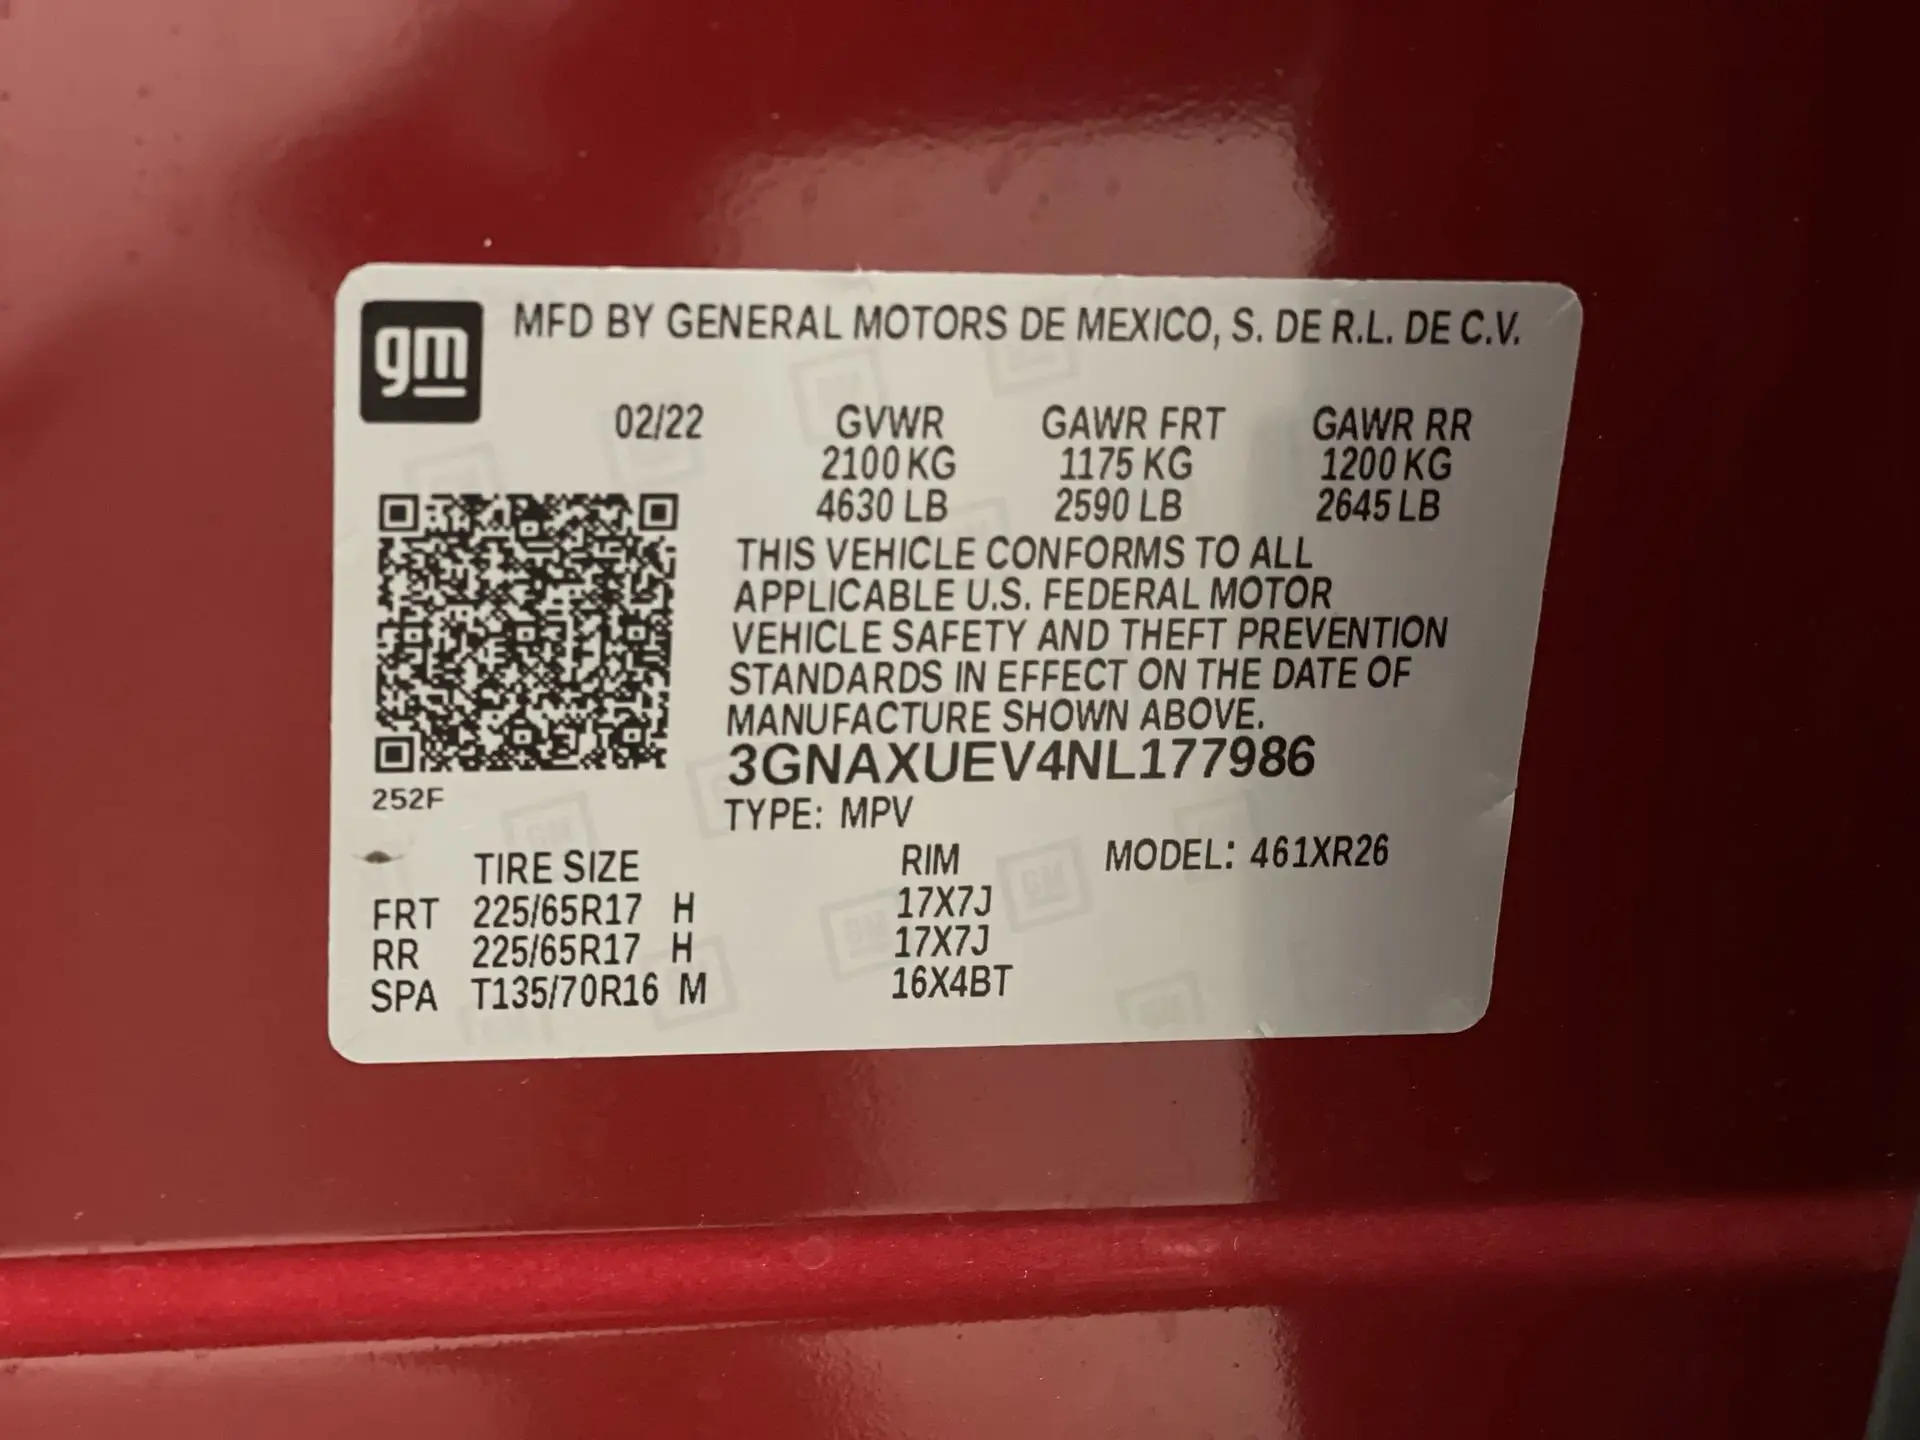 gm
MFD BY GENERAL MOTORS DE MEXICO, S. DE R.L. DE C.V.
02/22 GVWR GAWR FRT GAWR RR
2100 KG 1175 KG 1200 KG
4630 LB 2590 LB 2645 LB
THIS VEHICLE CONFORMS TO ALL
APPLICABLE U.S. FEDERAL MOTOR
VEHICLE SAFETY AND THEFT PREVENTION
STANDARDS IN EFFECT ON THE DATE OF
MANUFACTURE SHOWN ABOVE.
3GNAXUEV4NL177986
252F
TYPE: MPV
TIRE SIZE RIM MODEL: 461XR26
FRT 225/65R17 H 17X7J
RR 225/65R17 H 17X7J
SPA T135/70R16 M 16X4BT